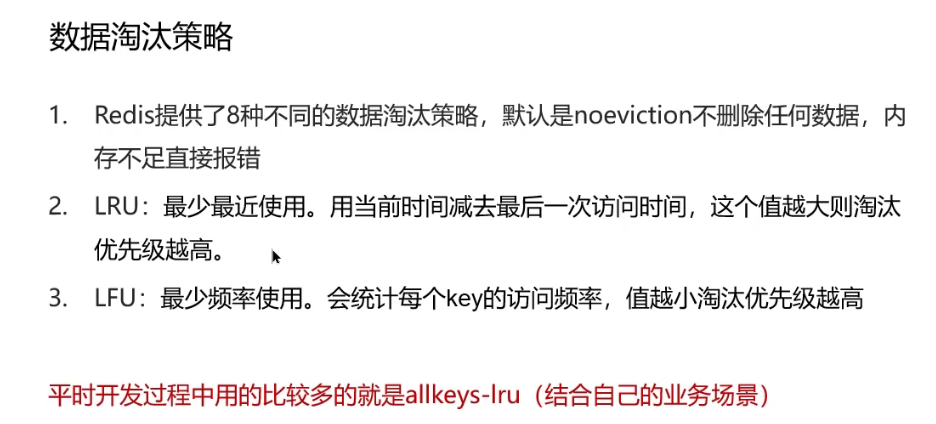 数据淘汰策略
1. Redis提供了8种不同的数据淘汰策略，默认是noeviction不删除任何数据，内
存不足直接报错
2. LRU：最少最近使用。用当前时间减去最后一次访问时间，这个值越大则淘汰
优先级越高。
3. LFU：最少频率使用。会统计每个key的访问频率，值越小淘汰优先级越高
平时开发过程中用的比较多的就是allkeys-lru（结合自己的业务场景）